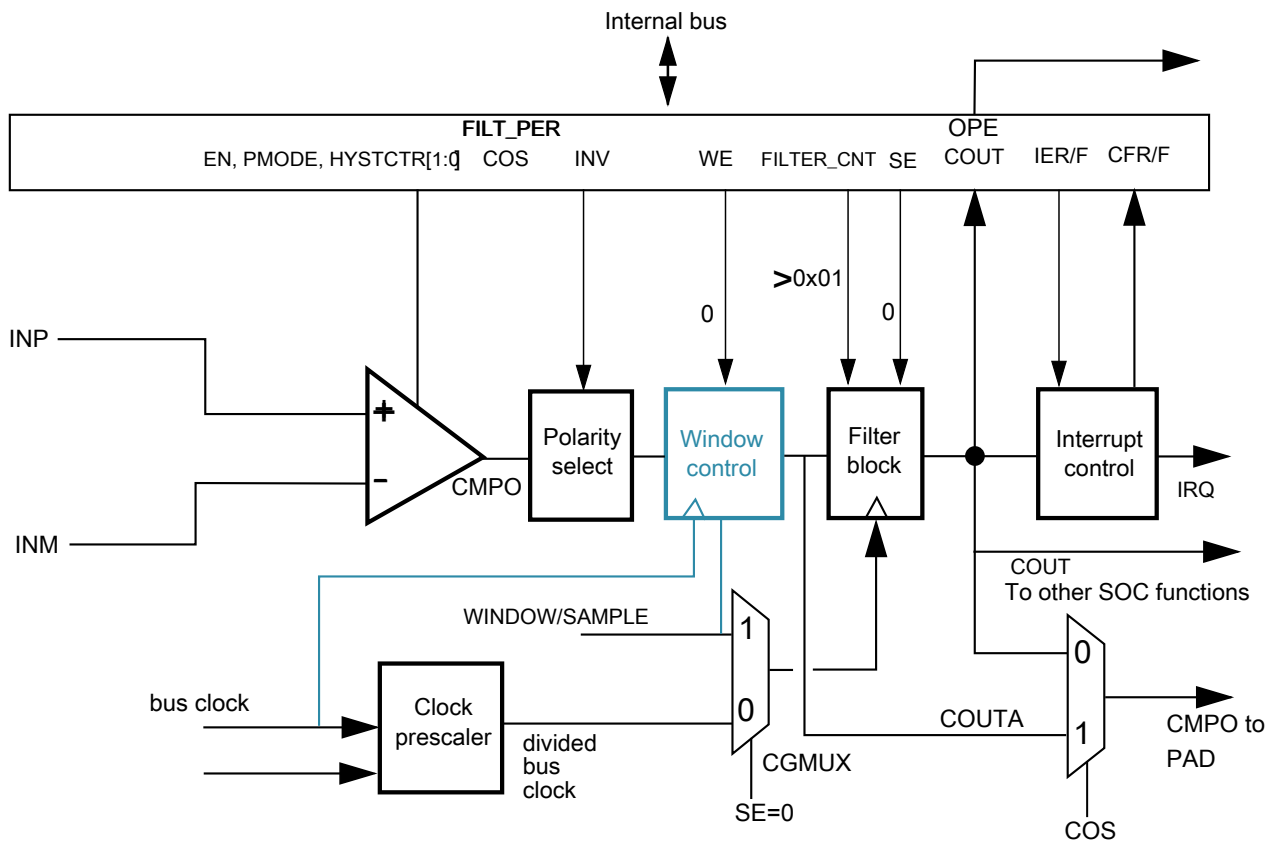 Internal bus
FILT_PER
OPE
EN, PMODE, HYSTCTR[1:0] COS INV WE FILTER_CNT SE COUT IER/F CFR/F
>0x01
0
0
INP
+
Polarity
select
Window
control
Filter
block
Interrupt
control
-
CMPO
IRQ
INM
COUT
To other SOC functions
WINDOW/SAMPLE
1
0
bus clock
Clock
prescaler
0
COUTA
1
CMPO to
PAD
divided
bus
clock
CGMUX
SE=0
COS